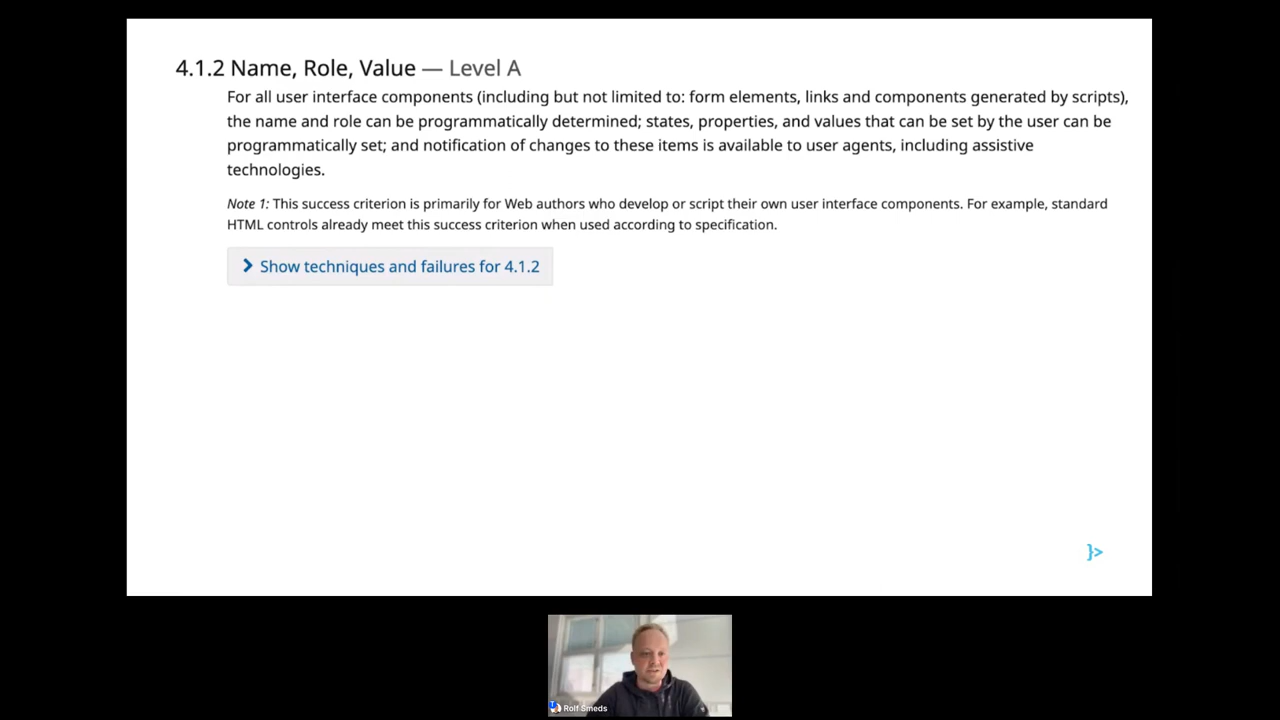 4.1.2 Name, Role, Value — Level A
For all user interface components (including but not limited to: form elements, links and components generated by scripts),
the name and role can be programmatically determined; states, properties, and values that can be set by the user can be
programmatically set; and notification of changes to these items is available to user agents, including assistive
technologies.
Note 1: This success criterion is primarily for Web authors who develop or script their own user interface components. For example, standard
HTML controls already meet this success criterion when used according to specification.
Show techniques and failures for 4.1.2
}>
Rolf Smeds